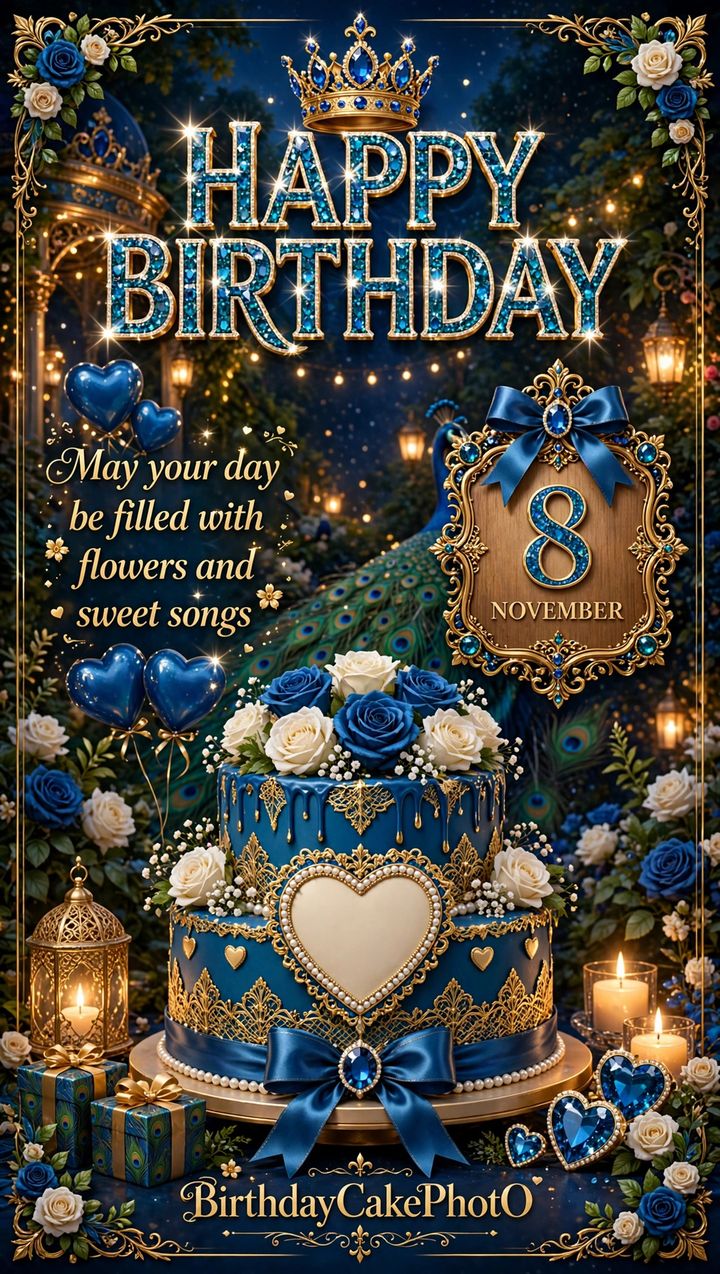 HAPPY
BIRTHDAY
May your day
be filled with
flowers and
sweet songs
8
NOVEMBER
BirthdayCakePhotO